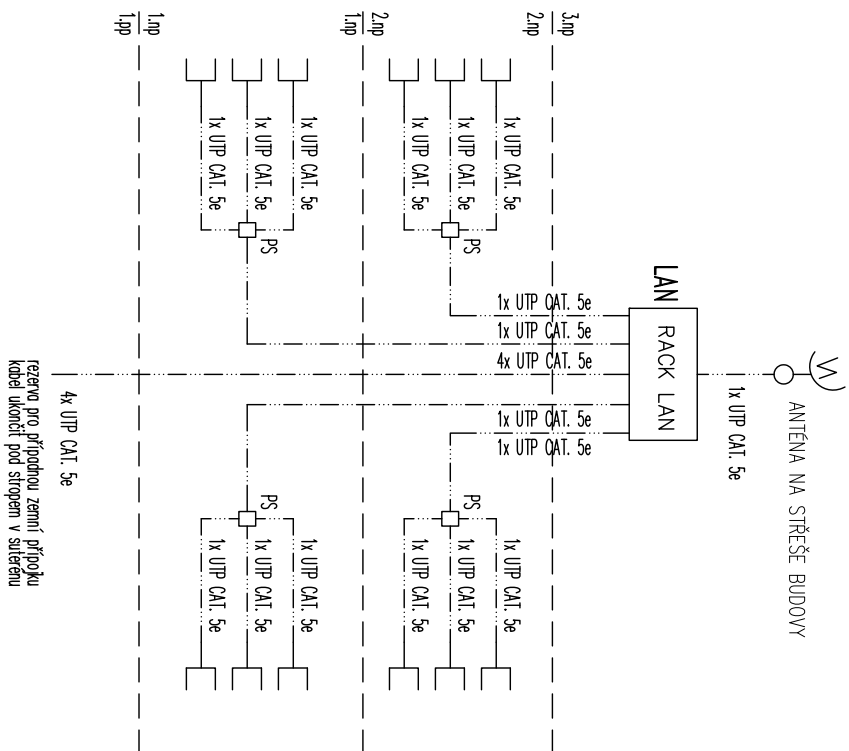 ANTÉNA NA STŘEŠE BUDOVY
1x UTP CAT. 5e
LAN
RACK LAN
3.np
2.np
1x UTP CAT. 5e
1x UTP CAT. 5e
4x UTP CAT. 5e
1x UTP CAT. 5e
1x UTP CAT. 5e
1x UTP CAT. 5e
1x UTP CAT. 5e
1x UTP CAT. 5e
PS
PS
1x UTP CAT. 5e
1x UTP CAT. 5e
1x UTP CAT. 5e
2.np
1.np
1x UTP CAT. 5e
1x UTP CAT. 5e
1x UTP CAT. 5e
PS
PS
1x UTP CAT. 5e
1x UTP CAT. 5e
1x UTP CAT. 5e
1.np
1.pp
4x UTP CAT. 5e
rezerva pro případnou zemní přípojku
kabel ukončit pod stropem v suterénu